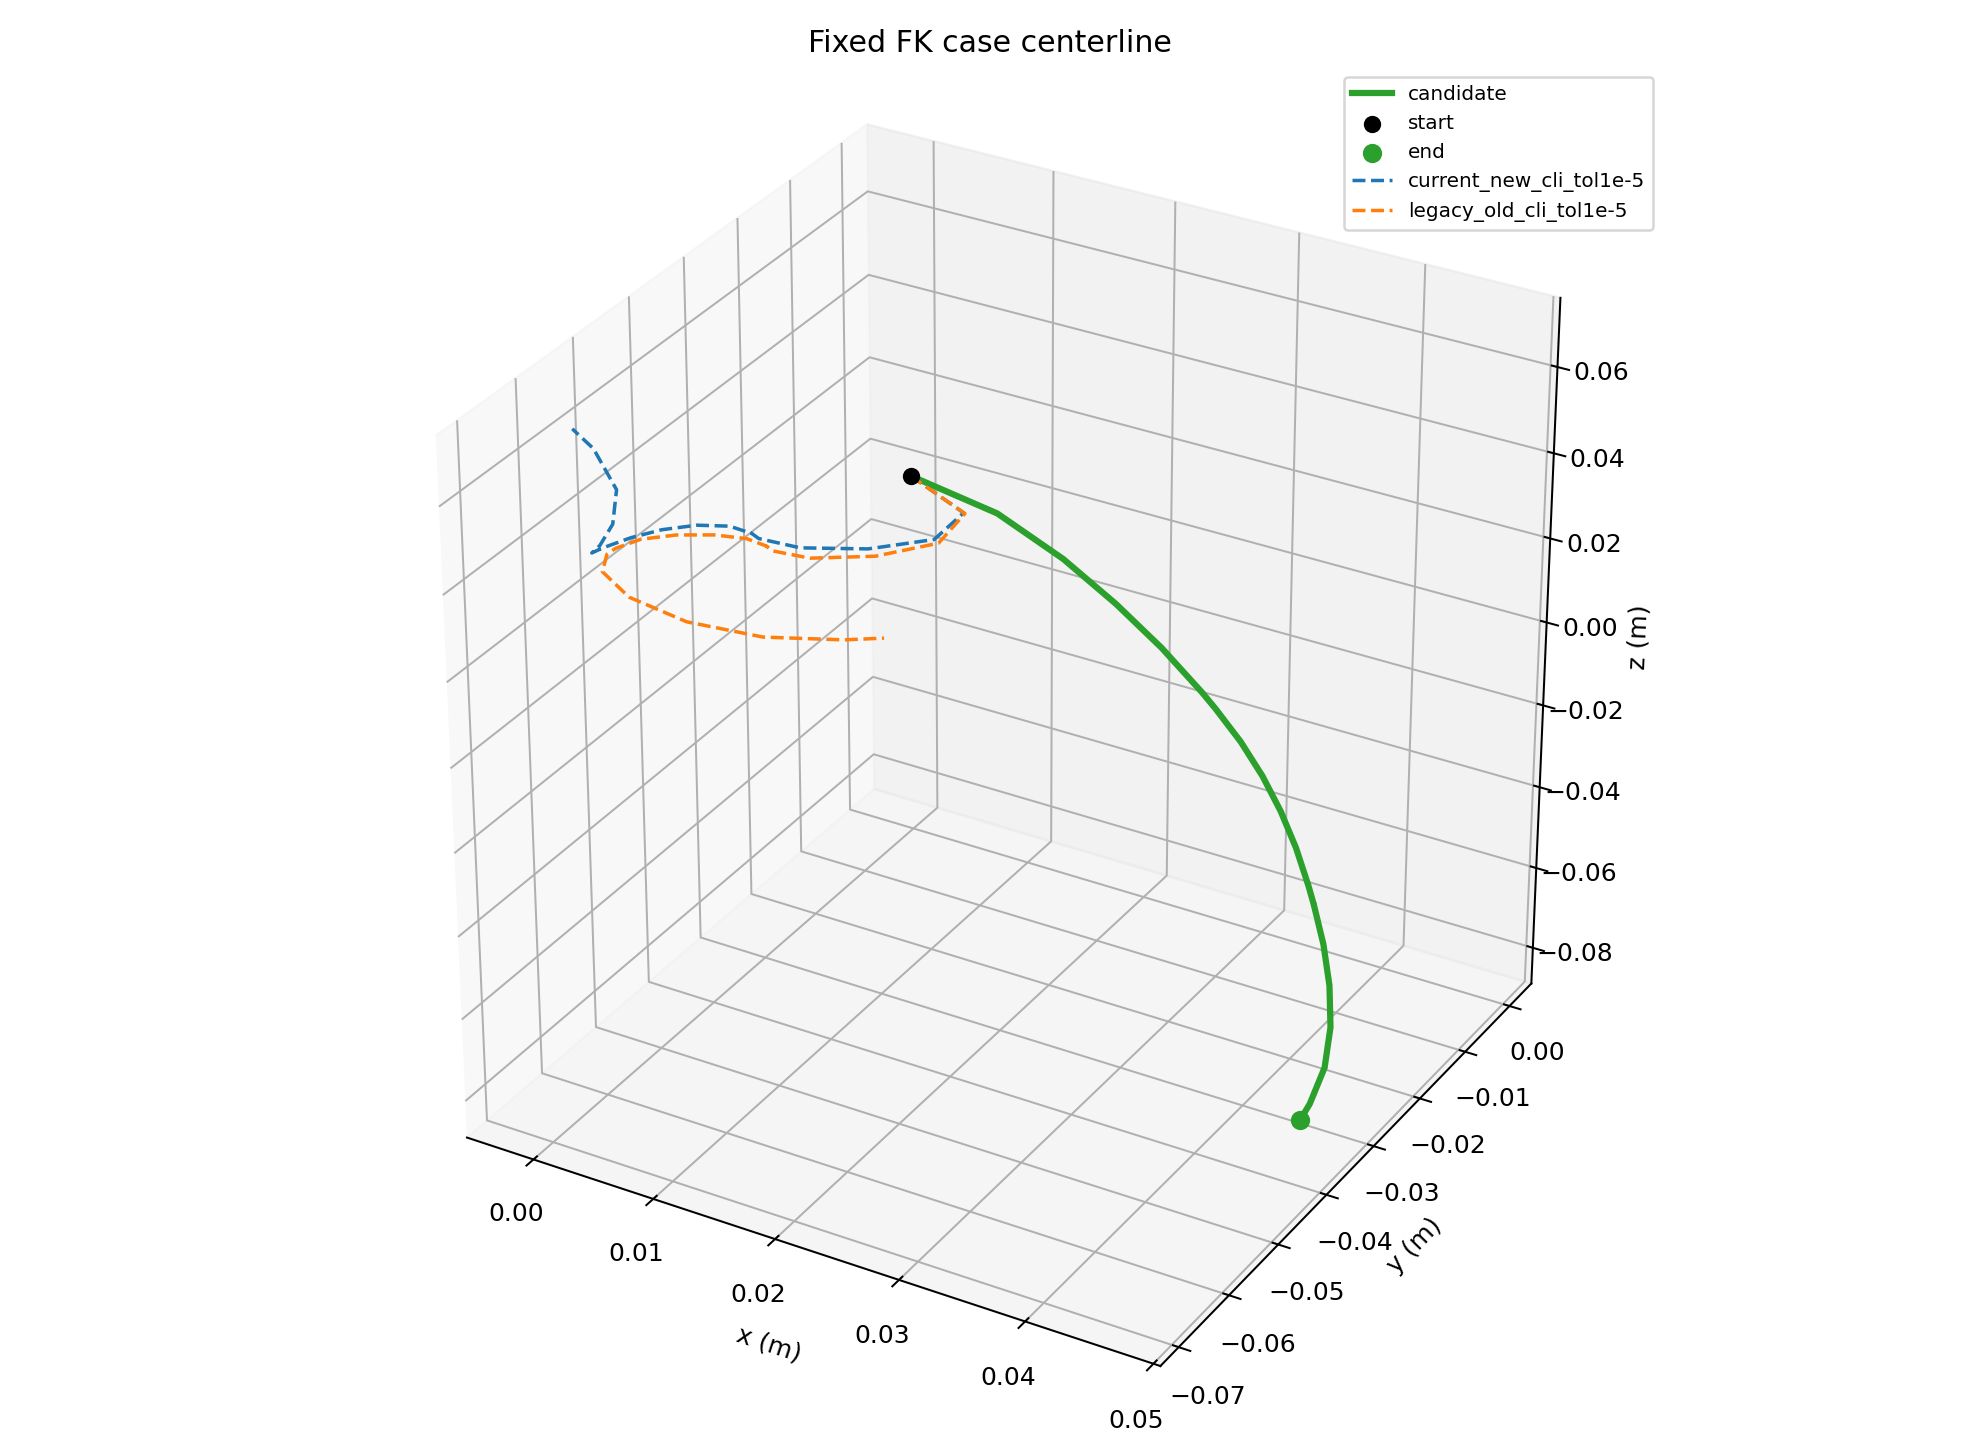 Fixed FK case centerline
candidate
start
end
current_new_cli_tol1e-5
legacy_old_cli_tol1e-5
0.06
0.04
0.02
0.00
−0.02
−0.04
−0.06
−0.08
z (m)
0.00
−0.01
−0.02
−0.03
−0.04
−0.05
−0.06
−0.07
y (m)
0.00
0.01
0.02
0.03
0.04
0.05
x (m)